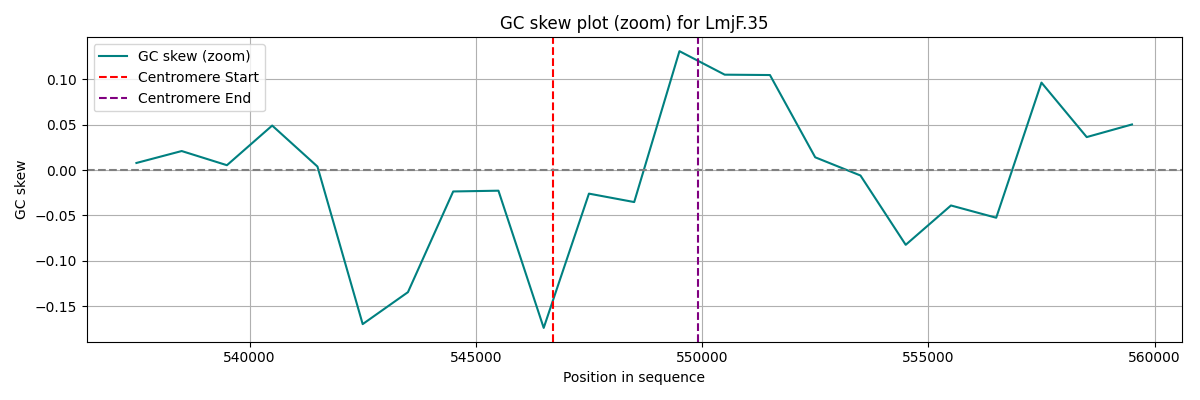 GC skew plot (zoom) for LmjF.35
GC skew (zoom)
Centromere Start
Centromere End
GC skew
0.10
0.05
0.00
−0.05
−0.10
−0.15
540000
545000
550000
555000
560000
Position in sequence